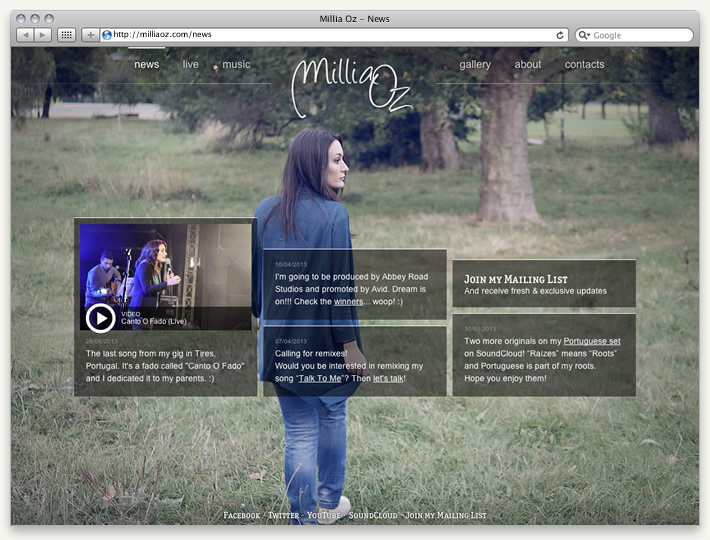 Millia Oz – News
http://milliaoz.com/news
Google
news live music
Millia Oz
gallery about contacts
VIDEO
Canto O Fado (Live)
28/06/2013
The last song from my gig in Tires,
Portugal. It's a fado called "Canto O Fado"
and I dedicated it to my parents. :)
10/04/2013
I'm going to be produced by Abbey Road
Studios and promoted by Avid. Dream is
on!!! Check the winners... woop! :)
07/04/2013
Calling for remixes!
Would you be interested in remixing my
song "Talk To Me"? Then let's talk!
Join my Mailing List
And receive fresh & exclusive updates
30/03/2013
Two more originals on my Portuguese set
on SoundCloud! "Raízes" means "Roots"
and Portuguese is part of my roots.
Hope you enjoy them!
Facebook · Twitter · YouTube · SoundCloud · Join my Mailing List